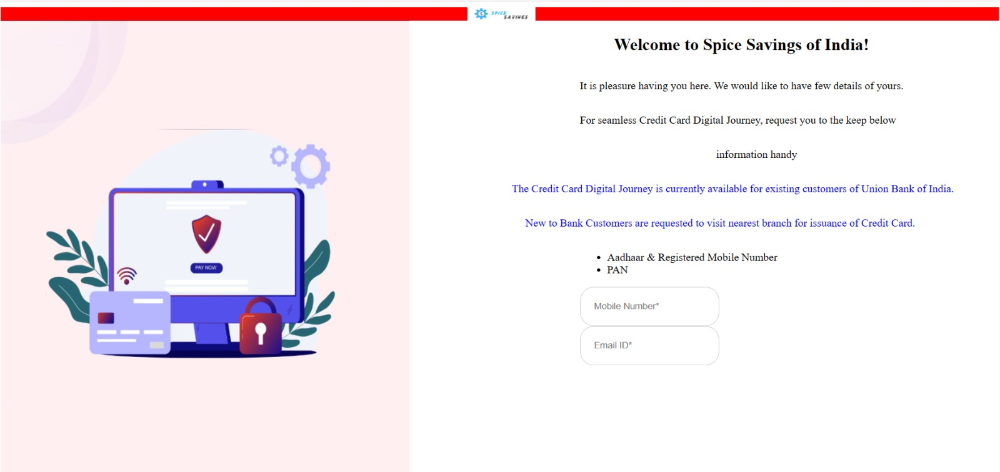 SPICE
SAVINGS
Welcome to Spice Savings of India!
It is pleasure having you here. We would like to have few details of yours.
For seamless Credit Card Digital Journey, request you to the keep below
information handy
The Credit Card Digital Journey is currently available for existing customers of Union Bank of India.
New to Bank Customers are requested to visit nearest branch for issuance of Credit Card.
• Aadhaar & Registered Mobile Number
• PAN
Mobile Number*
Email ID*
PAY NOW